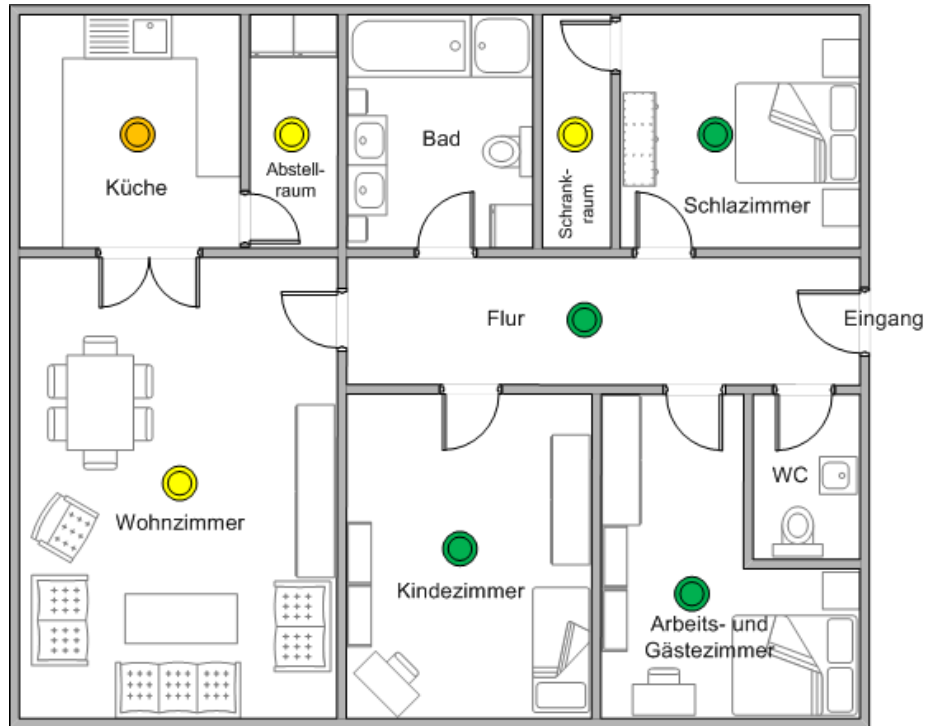 Küche
Abstell-
raum
Bad
Schrank-
raum
Schlazimmer
Flur
Eingang
Wohnzimmer
Kindezimmer
WC
Arbeits- und
Gästezimmer